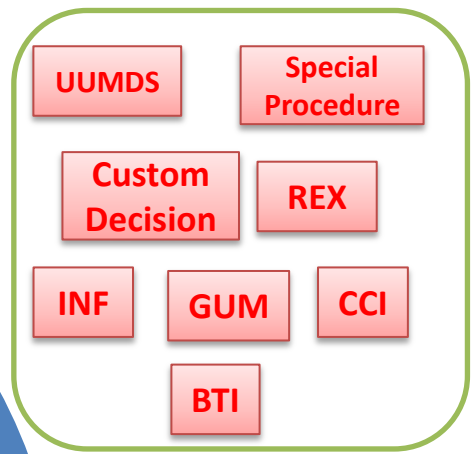 UUMDS
Special
Procedure
Custom
Decision
REX
INF
GUM
CCI
BTI